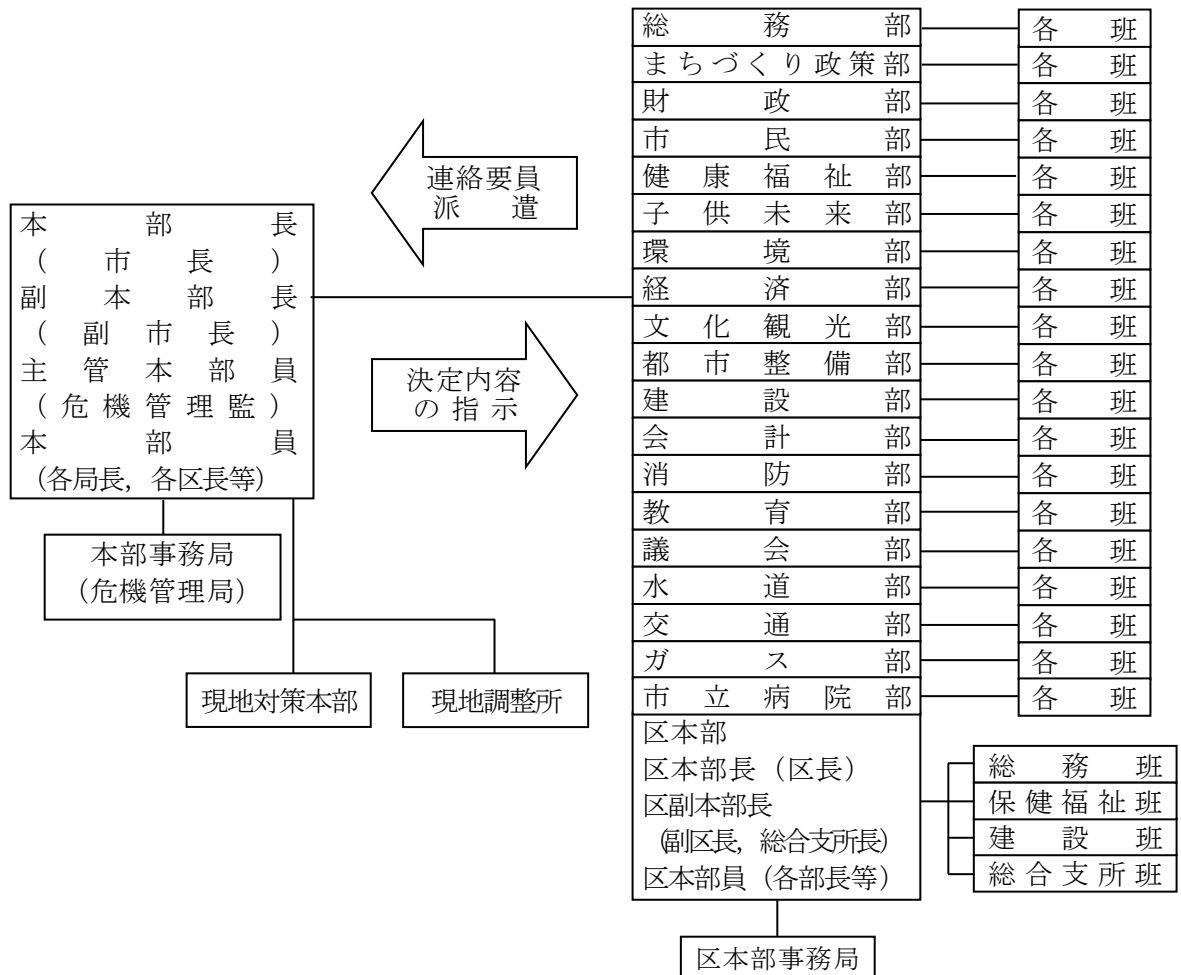 本部長
(市長)
副本部長
(副市長)
主管本部員
(危機管理監)
本部員
(各局長,各区長等)
本部事務局
(危機管理局)
現地対策本部
現地調整所
連絡要員
派遣
決定内容
の指示
総務部 各班
まちづくり政策部 各班
財政部 各班
市民部 各班
健康福祉部 各班
子供未来部 各班
環境部 各班
経済部 各班
文化観光部 各班
都市整備部 各班
建設部 各班
会計部 各班
消防部 各班
教育部 各班
議会部 各班
水道部 各班
交通部 各班
ガス部 各班
市立病院部 各班
区本部
区本部長(区長)
区副本部長
(副区長,総合支所長)
区本部員(各部長等)
総務班
保健福祉班
建設班
総合支所班
区本部事務局